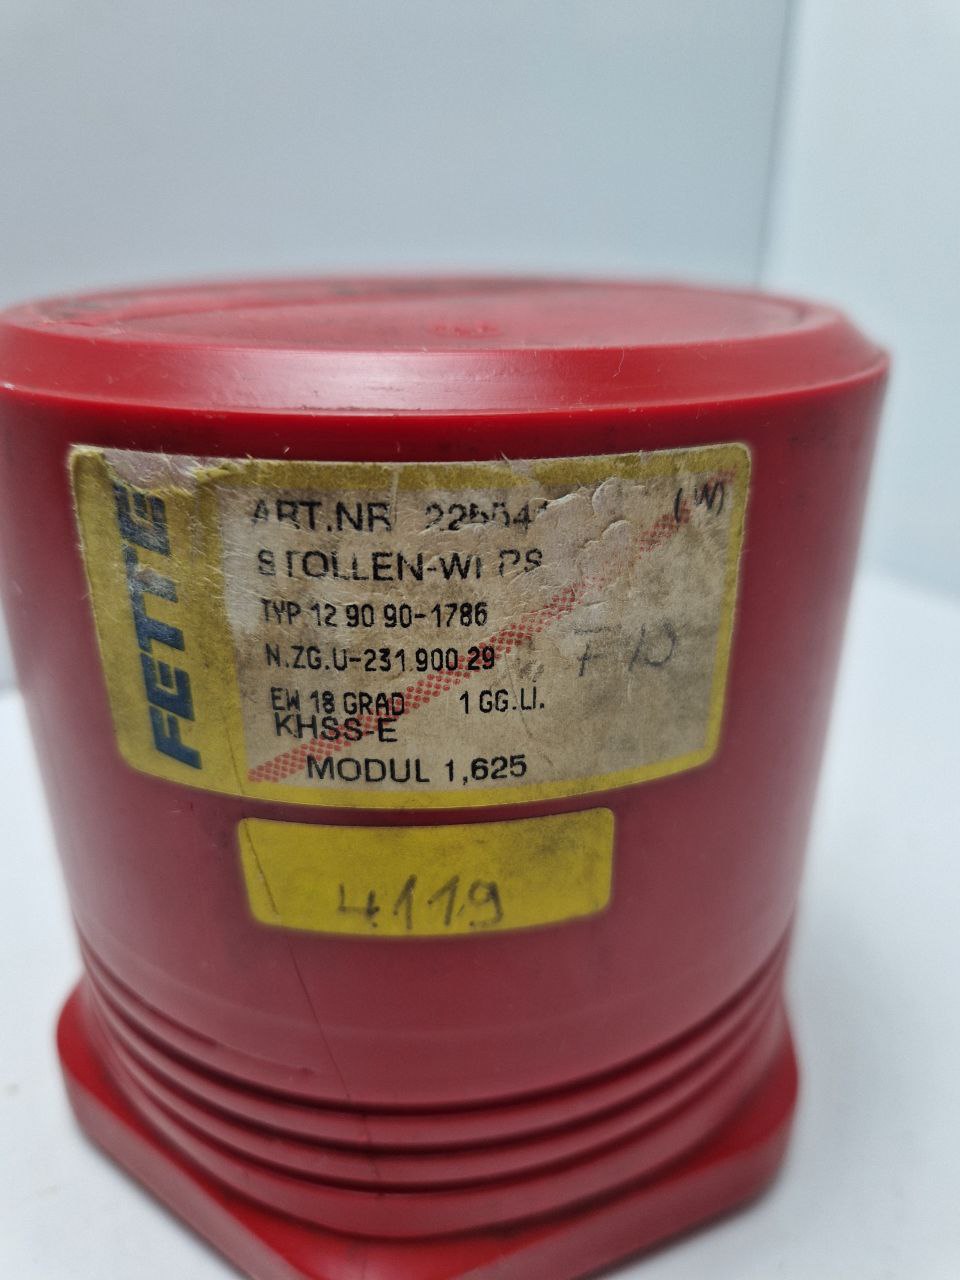 FETTE
ART.NR
STOLLEN-
TYP 12 90 90-1786
N.ZG.U-231 900 29
EW 18 GRAD 1 GG.LI.
KHSS-E
MODUL 1,625
4119